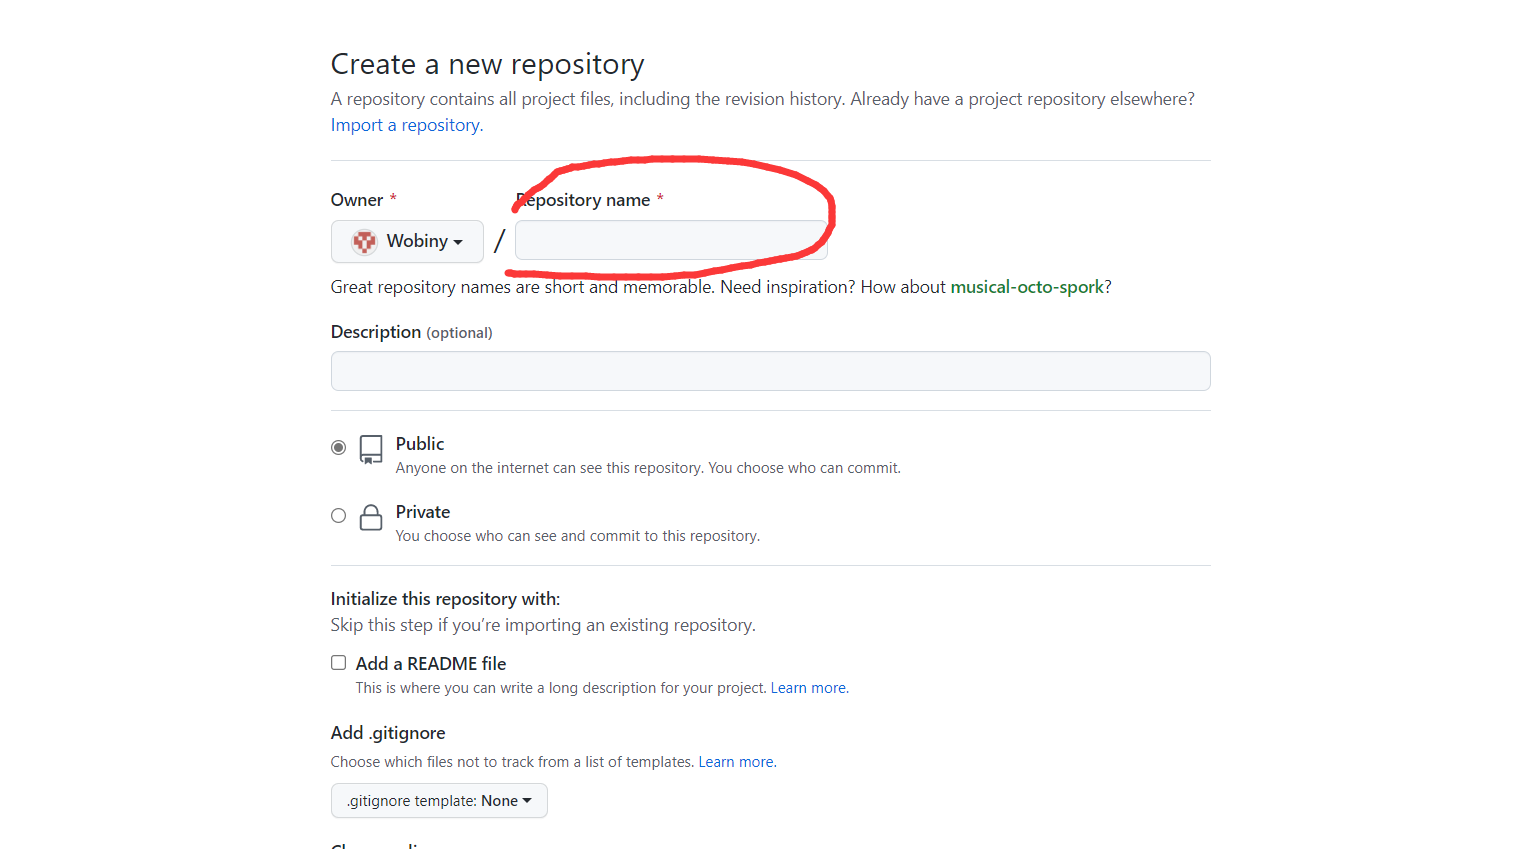 Create a new repository
A repository contains all project files, including the revision history. Already have a project repository elsewhere?
Import a repository.
Owner * Repository name *
Wobiny /
Great repository names are short and memorable. Need inspiration? How about musical-octo-spork?
Description (optional)
Public
Anyone on the internet can see this repository. You choose who can commit.
Private
You choose who can see and commit to this repository.
Initialize this repository with:
Skip this step if you’re importing an existing repository.
Add a README file
This is where you can write a long description for your project. Learn more.
Add .gitignore
Choose which files not to track from a list of templates. Learn more.
.gitignore template: None